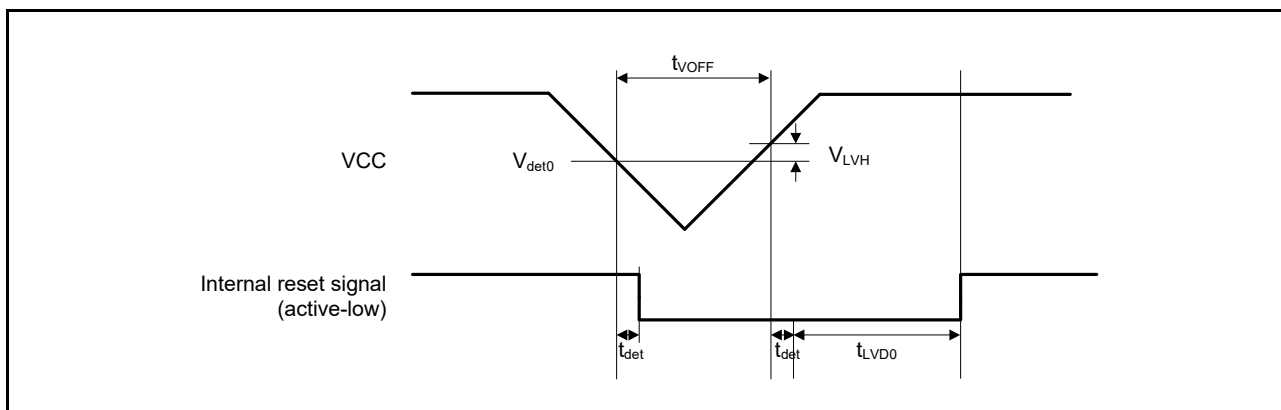 tVOFF
VCC
Vdet0
VLVH
Internal reset signal
(active-low)
tdet
tdet
tLVD0